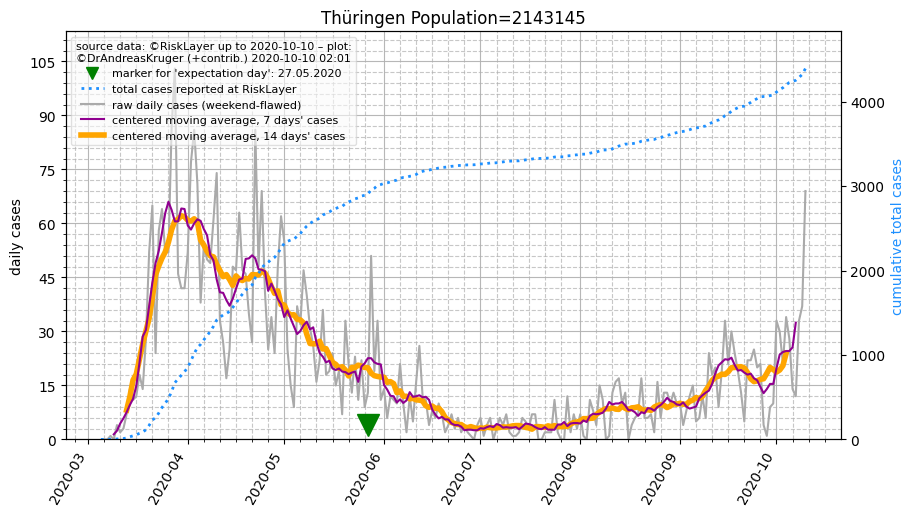 Thüringen Population=2143145
source data: ©RiskLayer up to 2020-10-10 – plot:
©DrAndreasKruger (+contrib.) 2020-10-10 02:01
marker for 'expectation day': 27.05.2020
total cases reported at RiskLayer
raw daily cases (weekend-flawed)
centered moving average, 7 days' cases
centered moving average, 14 days' cases
daily cases
105
90
75
60
45
30
15
0
4000
3000
2000
1000
0
cumulative total cases
2020-03
2020-04
2020-05
2020-06
2020-07
2020-08
2020-09
2020-10